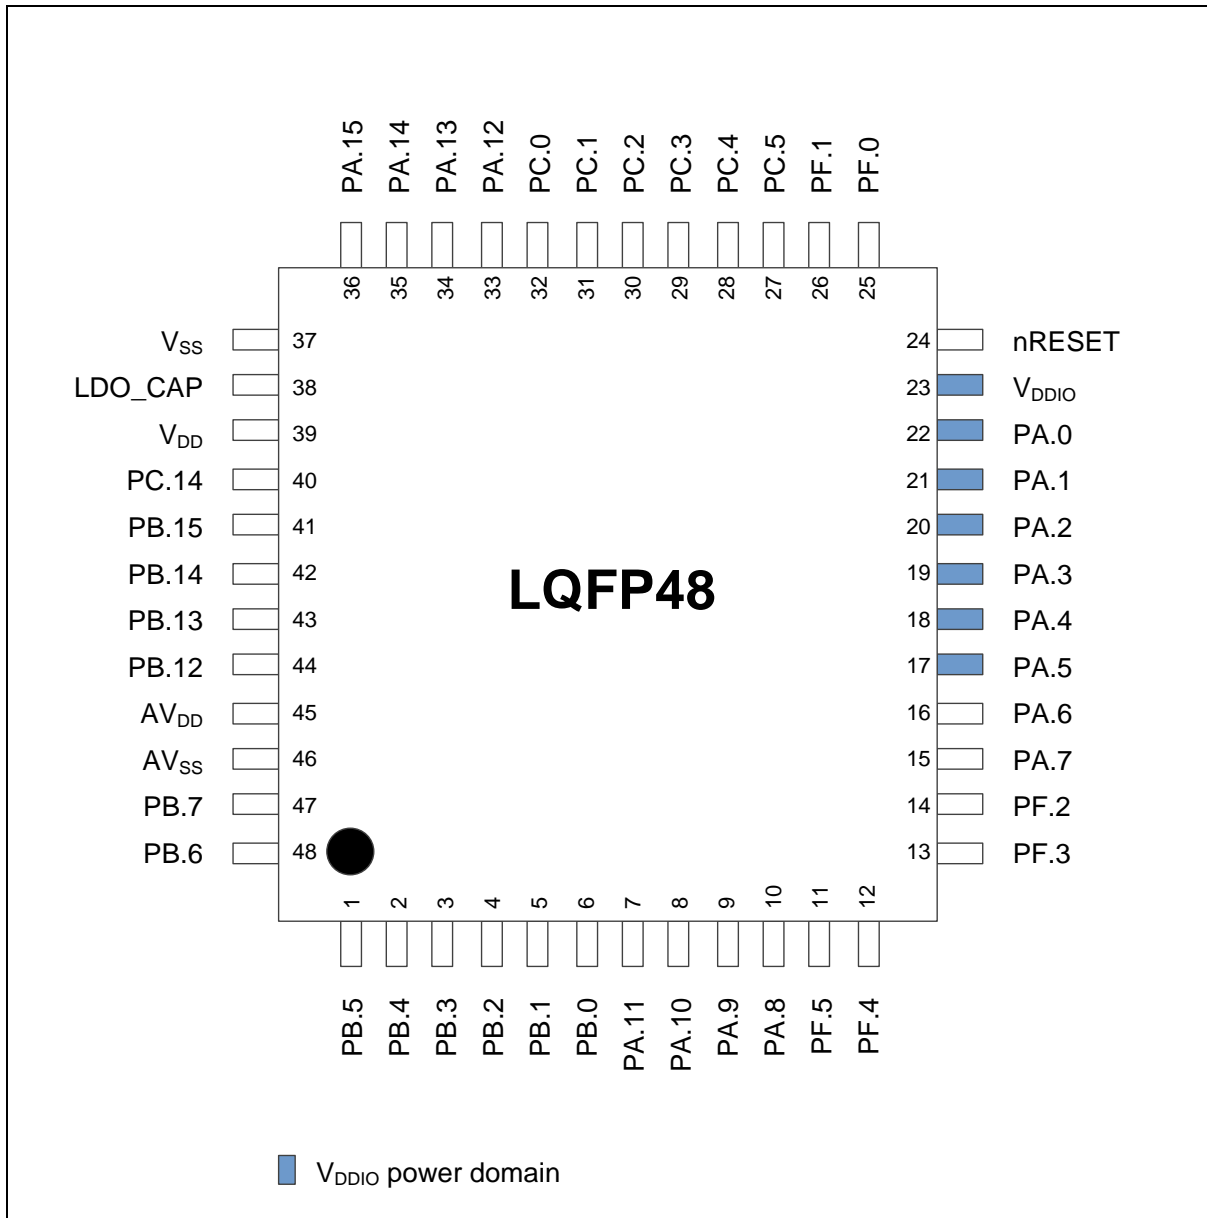 PA.15 PA.14 PA.13 PA.12 PC.0 PC.1 PC.2 PC.3 PC.4 PC.5 PF.1 PF.0
36 35 34 33 32 31 30 29 28 27 26 25
VSS 37 24 nRESET
LDO_CAP 38 23 VDDIO
VDD 39 22 PA.0
PC.14 40 21 PA.1
PB.15 41 20 PA.2
PB.14 42 19 PA.3
LQFP48
PB.13 43 18 PA.4
PB.12 44 17 PA.5
AVDD 45 16 PA.6
AVSS 46 15 PA.7
PB.7 47 14 PF.2
PB.6 48 13 PF.3
1 2 3 4 5 6 7 8 9 10 11 12
PB.5 PB.4 PB.3 PB.2 PB.1 PB.0 PA.11 PA.10 PA.9 PA.8 PF.5 PF.4
VDDIO power domain